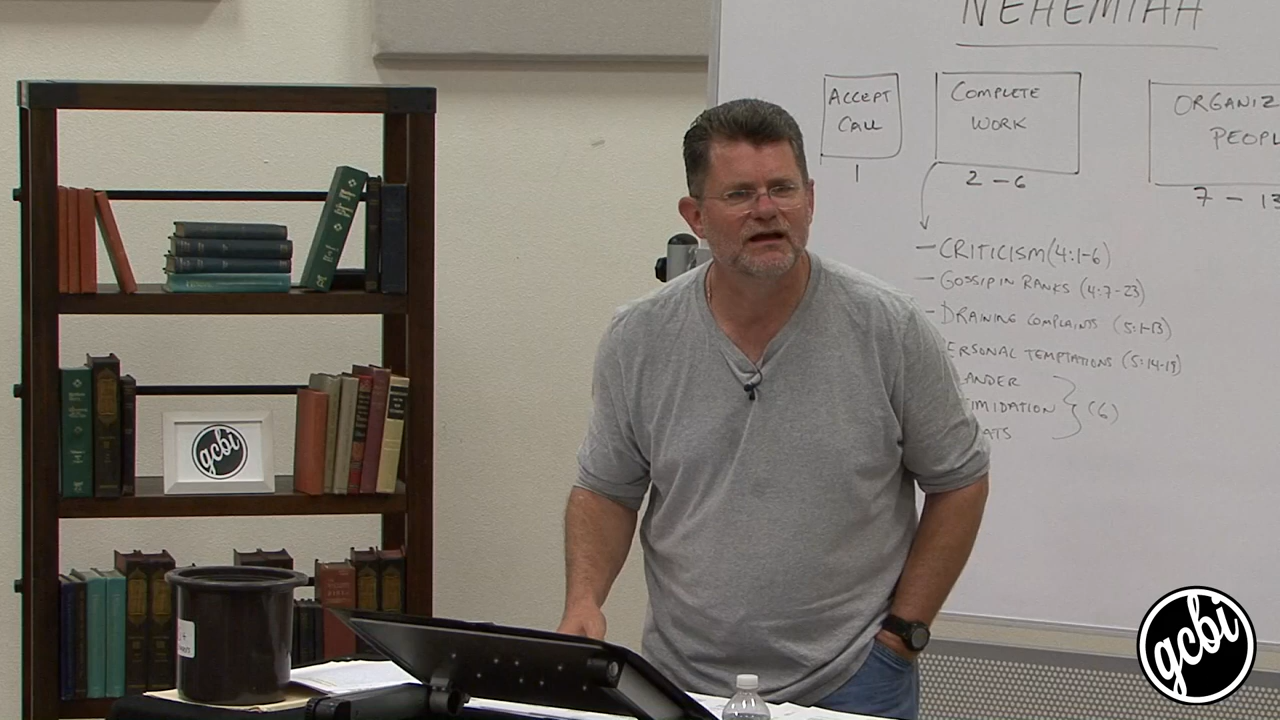 NEHEMIAH
ACCEPT
CALL
1
COMPLETE
WORK
2 - 6
ORGANIZ
PEOPL
7 - 13
- CRITICISM (4:1-6)
- GOSSIP IN RANKS (4:7-23)
- DRAINING COMPLAINTS (5:1-13)
ERSONAL TEMPTATIONS (5:14-19)
LANDER
TIMIDATION
ATS
(6)
gcbi
gcbi